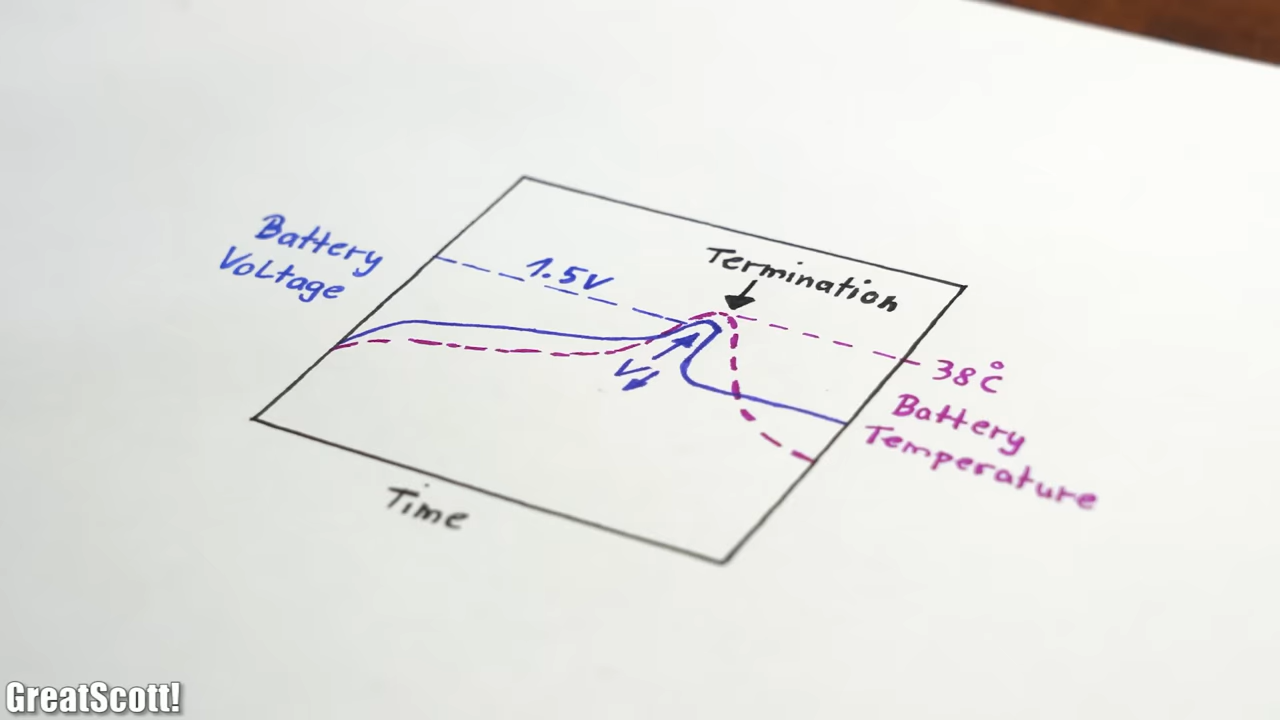 Battery
Voltage
1.5V
Termination
V
38°C
Battery
Temperature
Time
GreatScott!